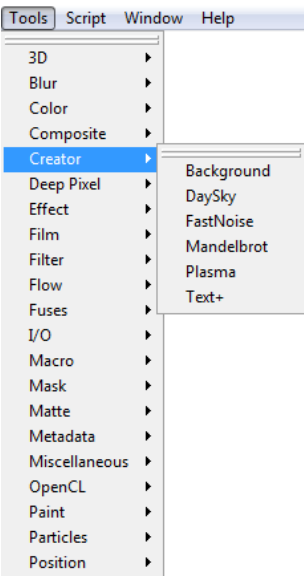 Tools Script Window Help
3D
Blur
Color
Composite
Creator
Deep Pixel
Effect
Film
Filter
Flow
Fuses
I/O
Macro
Mask
Matte
Metadata
Miscellaneous
OpenCL
Paint
Particles
Position
Background
DaySky
FastNoise
Mandelbrot
Plasma
Text+